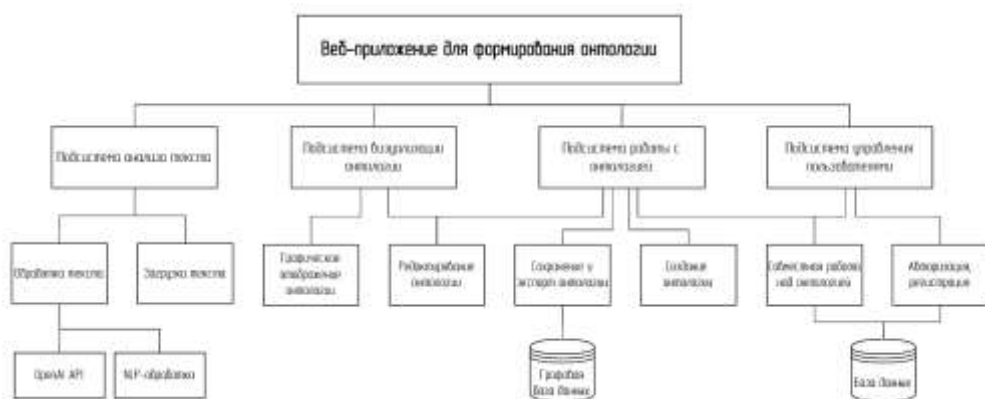 Веб-приложение для формирования онтологии
Подсистема анализа текста
Подсистема визуализации
онтологии
Подсистема работы с
онтологией
Подсистема управления
пользователями
Обработка текста
Загрузка текста
Графическое
отображение
онтологии
Редактирование
онтологии
Сохранение и
экспорт онтологии
Создание
онтологии
Совместная работа
над онтологией
Авторизация,
регистрация
OpenAI API
NLP-обработка
Графовая
база данных
База данных